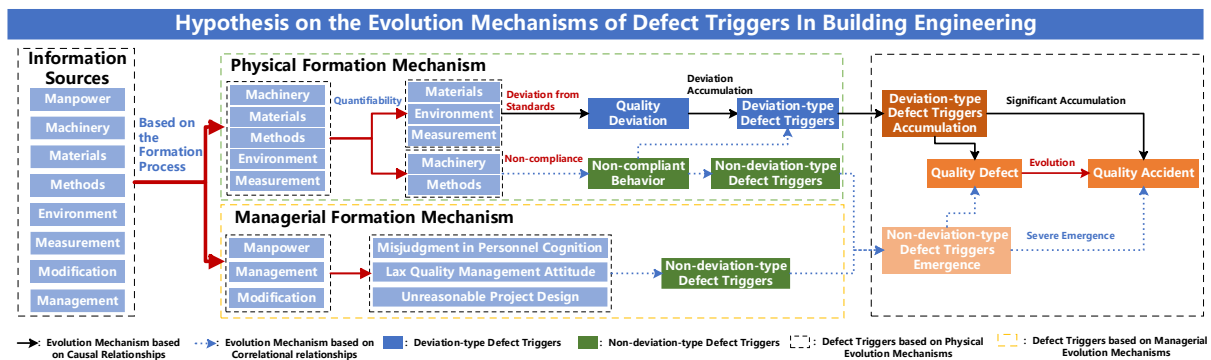 Hypothesis on the Evolution Mechanisms of Defect Triggers In Building Engineering
Information
Sources
Manpower
Machinery
Materials
Methods
Environment
Measurement
Modification
Management
Based on
the
Formation
Process
Physical Formation Mechanism
Machinery
Materials
Methods
Environment
Measurement
Quantifiability
Materials
Environment
Measurement
Machinery
Methods
Deviation from
Standards
Non-compliance
Quality
Deviation
Deviation
Accumulation
Deviation-type
Defect Triggers
Non-compliant
Behavior
Non-deviation-type
Defect Triggers
Managerial Formation Mechanism
Manpower
Management
Modification
Misjudgment in Personnel Cognition
Lax Quality Management Attitude
Unreasonable Project Design
Non-deviation-type
Defect Triggers
Deviation-type
Defect Triggers
Accumulation
Significant Accumulation
Quality Defect
Evolution
Quality Accident
Non-deviation-type
Defect Triggers
Emergence
Severe Emergence
: Evolution Mechanism based
on Causal Relationships
: Evolution Mechanism based on
Correlational relationships
: Deviation-type Defect Triggers
: Non-deviation-type Defect Triggers
: Defect Triggers based on Physical
Evolution Mechanisms
: Defect Triggers based on Managerial
Evolution Mechanisms